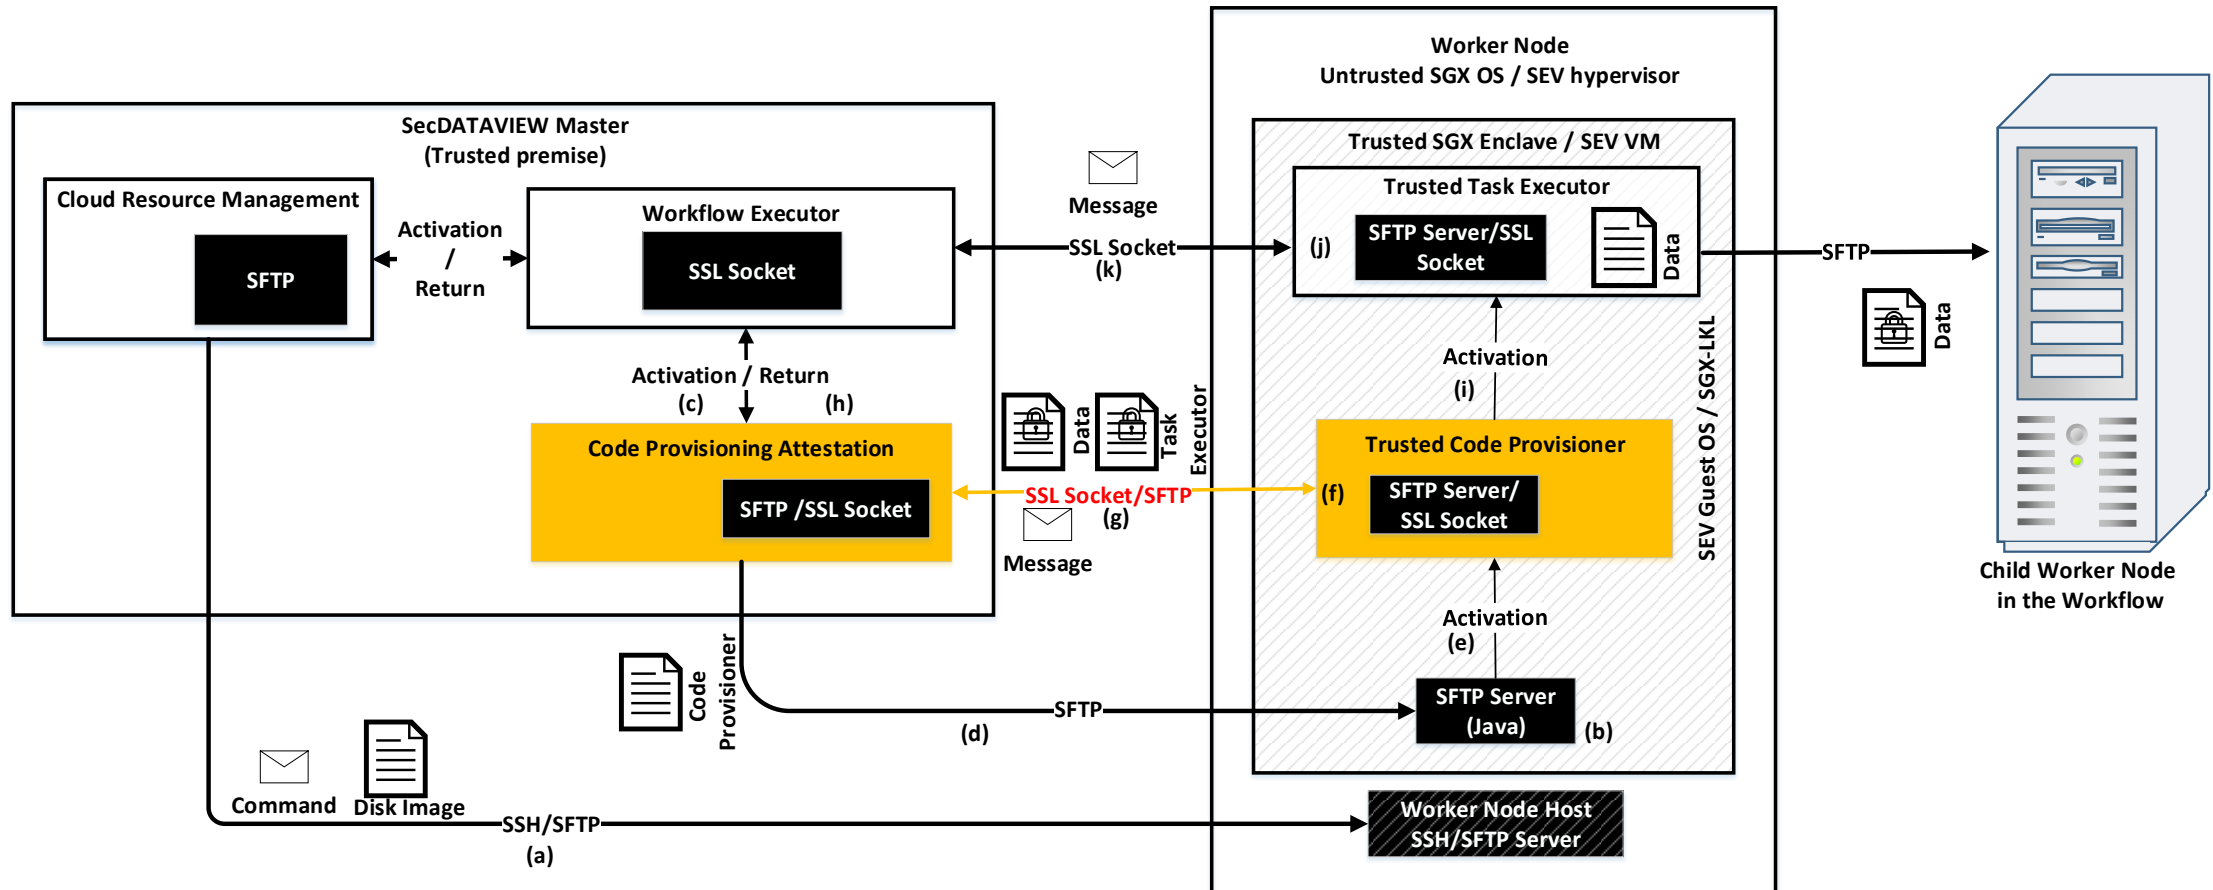 SecDATAVIEW Master
(Trusted premise)
Cloud Resource Management
SFTP
Activation
/
Return
Workflow Executor
SSL Socket
Activation / Return
(c)
(h)
Code Provisioning Attestation
SFTP /SSL Socket
Message
SSL Socket
(k)
Data
Task
Executor
SSL Socket/SFTP
(g)
Message
Code
Provisioner
SFTP
(d)
Command
Disk Image
SSH/SFTP
(a)
Worker Node
Untrusted SGX OS / SEV hypervisor
Trusted SGX Enclave / SEV VM
Trusted Task Executor
(j)
SFTP Server/SSL
Socket
Data
Activation
(i)
SEV Guest OS / SGX-LKL
Trusted Code Provisioner
(f)
SFTP Server/
SSL Socket
Activation
(e)
SFTP Server
(Java)
(b)
Worker Node Host
SSH/SFTP Server
SFTP
Data
Child Worker Node
in the Workflow